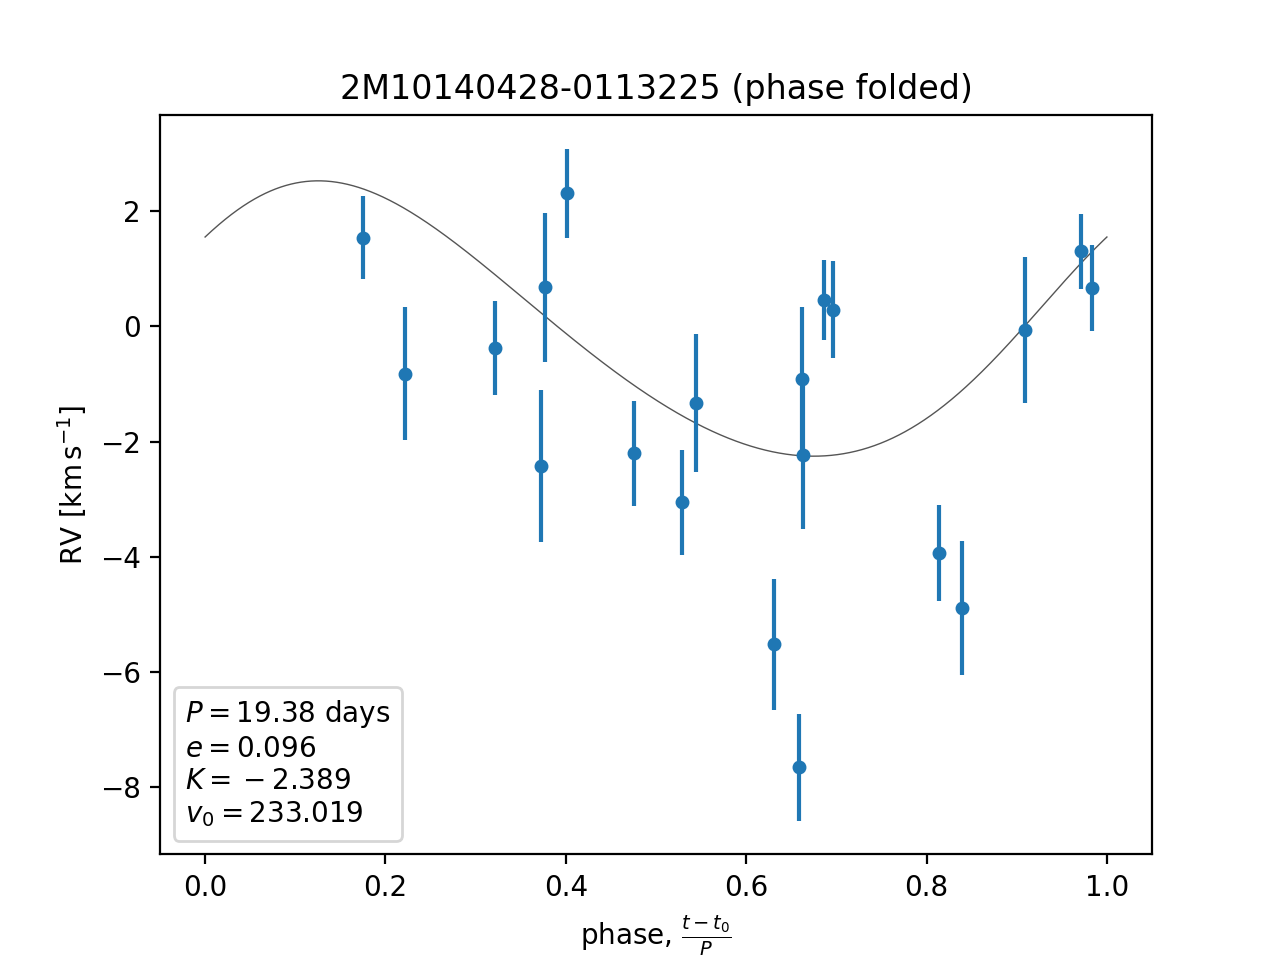 2M10140428-0113225 (phase folded)
RV [km s⁻¹]
2
0
−2
−4
−6
−8
P = 19.38 days
e = 0.096
K = −2.389
v₀ = 233.019
0.0 0.2 0.4 0.6 0.8 1.0
phase, (t − t₀)/P